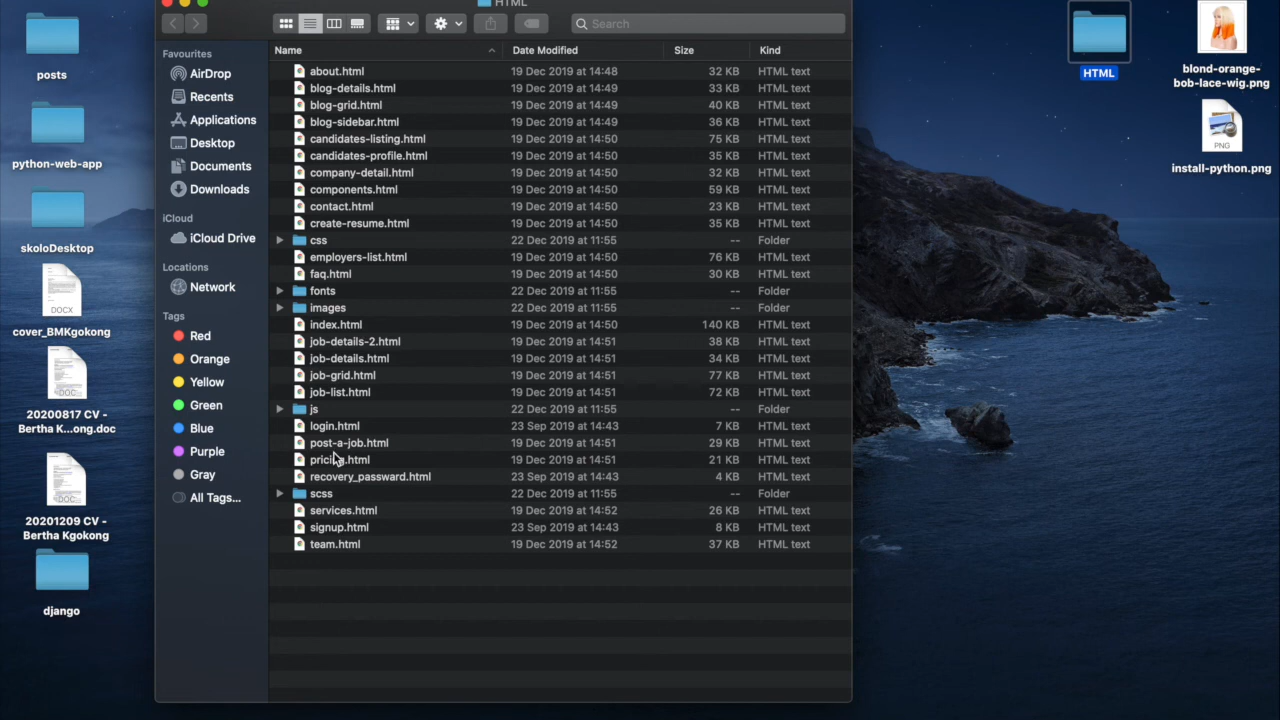 HTML
Search
posts
python-web-app
skoloDesktop
DOCX
cover_BMKgokong
DOC
20200817 CV -
Bertha K...ong.doc
DOC
20201209 CV -
Bertha Kgokong
django
Favourites
AirDrop
Recents
Applications
Desktop
Documents
Downloads
iCloud
iCloud Drive
Locations
Network
Tags
Red
Orange
Yellow
Green
Blue
Purple
Gray
All Tags...
Name Date Modified Size Kind
about.html 19 Dec 2019 at 14:48 32 KB HTML text
blog-details.html 19 Dec 2019 at 14:49 33 KB HTML text
blog-grid.html 19 Dec 2019 at 14:49 40 KB HTML text
blog-sidebar.html 19 Dec 2019 at 14:49 36 KB HTML text
candidates-listing.html 19 Dec 2019 at 14:50 75 KB HTML text
candidates-profile.html 19 Dec 2019 at 14:50 35 KB HTML text
company-detail.html 19 Dec 2019 at 14:50 32 KB HTML text
components.html 19 Dec 2019 at 14:50 59 KB HTML text
contact.html 19 Dec 2019 at 14:50 23 KB HTML text
create-resume.html 19 Dec 2019 at 14:50 35 KB HTML text
css 22 Dec 2019 at 11:55 -- Folder
employers-list.html 19 Dec 2019 at 14:50 76 KB HTML text
faq.html 19 Dec 2019 at 14:50 30 KB HTML text
fonts 22 Dec 2019 at 11:55 -- Folder
images 22 Dec 2019 at 11:55 -- Folder
index.html 19 Dec 2019 at 14:50 140 KB HTML text
job-details-2.html 19 Dec 2019 at 14:51 38 KB HTML text
job-details.html 19 Dec 2019 at 14:51 34 KB HTML text
job-grid.html 19 Dec 2019 at 14:51 77 KB HTML text
job-list.html 19 Dec 2019 at 14:51 72 KB HTML text
js 22 Dec 2019 at 11:55 -- Folder
login.html 23 Sep 2019 at 14:43 7 KB HTML text
post-a-job.html 19 Dec 2019 at 14:51 29 KB HTML text
pricing.html 19 Dec 2019 at 14:51 21 KB HTML text
recovery_passward.html 23 Sep 2019 at 14:43 4 KB HTML text
scss 22 Dec 2019 at 11:55 -- Folder
services.html 19 Dec 2019 at 14:52 26 KB HTML text
signup.html 23 Sep 2019 at 14:43 8 KB HTML text
team.html 19 Dec 2019 at 14:52 37 KB HTML text
HTML
blond-orange-
bob-lace-wig.png
PNG
install-python.png